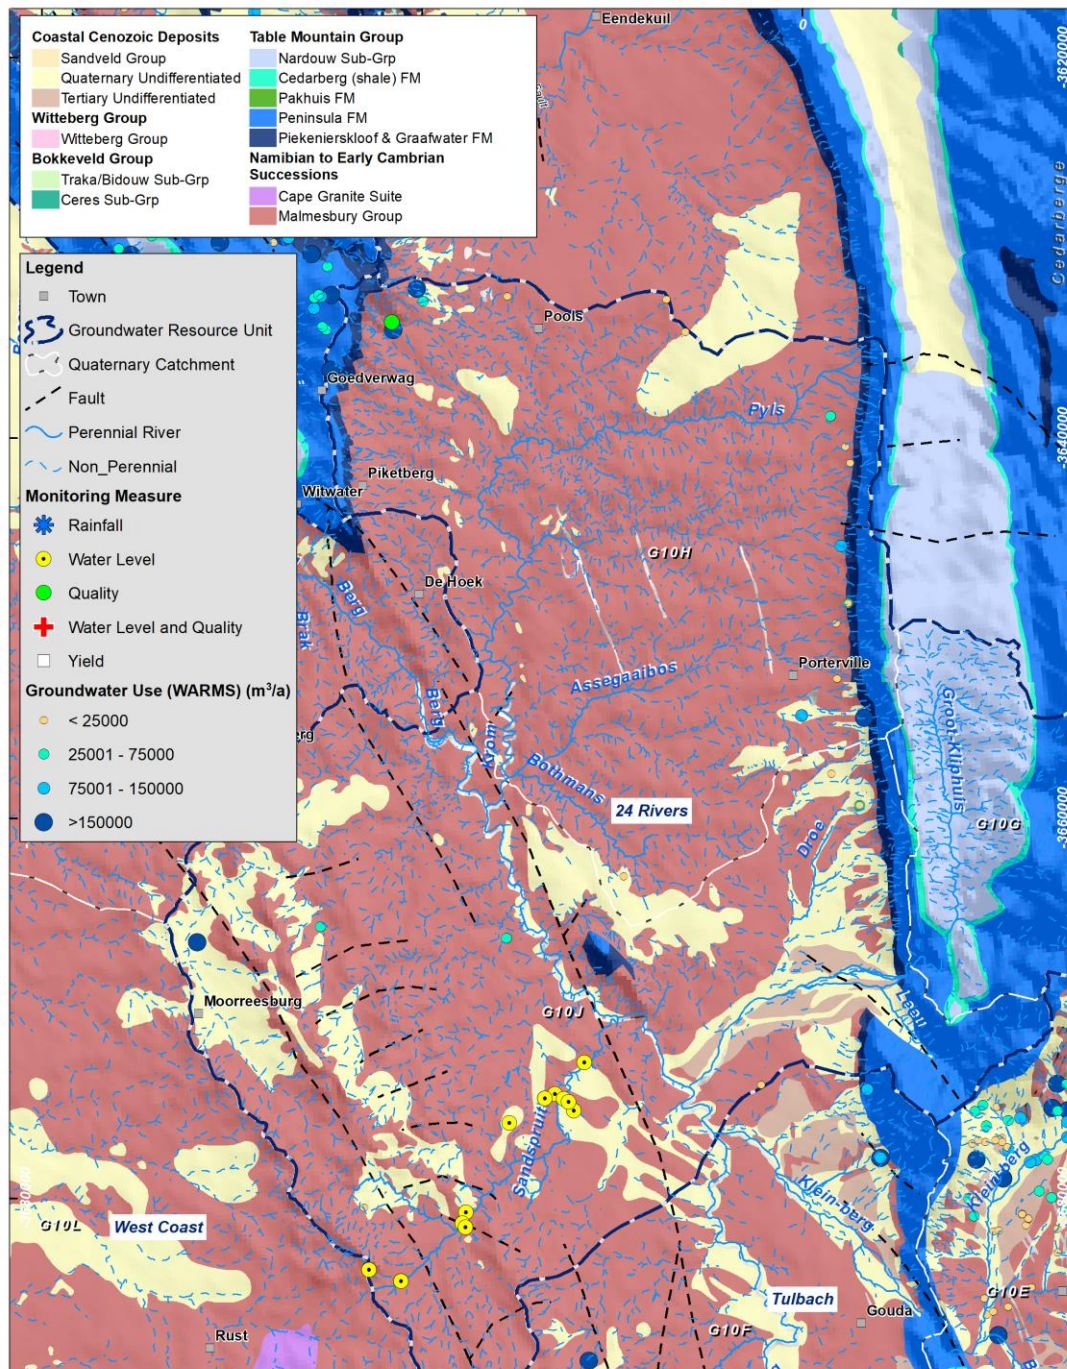 Coastal Cenozoic Deposits
Sandveld Group
Quaternary Undifferentiated
Tertiary Undifferentiated
Witteberg Group
Witteberg Group
Bokkeveld Group
Traka/Bidouw Sub-Grp
Ceres Sub-Grp
Table Mountain Group
Nardouw Sub-Grp
Cedarberg (shale) FM
Pakhuis FM
Peninsula FM
Piekenierskloof & Graafwater FM
Namibian to Early Cambrian
Successions
Cape Granite Suite
Malmesbury Group
Legend
Town
Groundwater Resource Unit
Quaternary Catchment
Fault
Perennial River
Non_Perennial
Monitoring Measure
Rainfall
Water Level
Quality
Water Level and Quality
Yield
Groundwater Use (WARMS) (m³/a)
< 25000
25001 - 75000
75001 - 150000
>150000
Eendekuil
0
-3620000
Cedarberge
Pools
Goedverwag
Pyls
-3640000
Piketberg
Witwater
G10H
De Hoek
Berg
Brak
Assegaaibos
Porterville
Berg
Krom
Groot-Kliphuis
Bothmans
24 Rivers
Droe
G10G
-3660000
Moorreesburg
G10J
Sandspruit
Klein-berg
Kleinberg
G10L
West Coast
Tulbach
Gouda
G10E
G10F
Rust